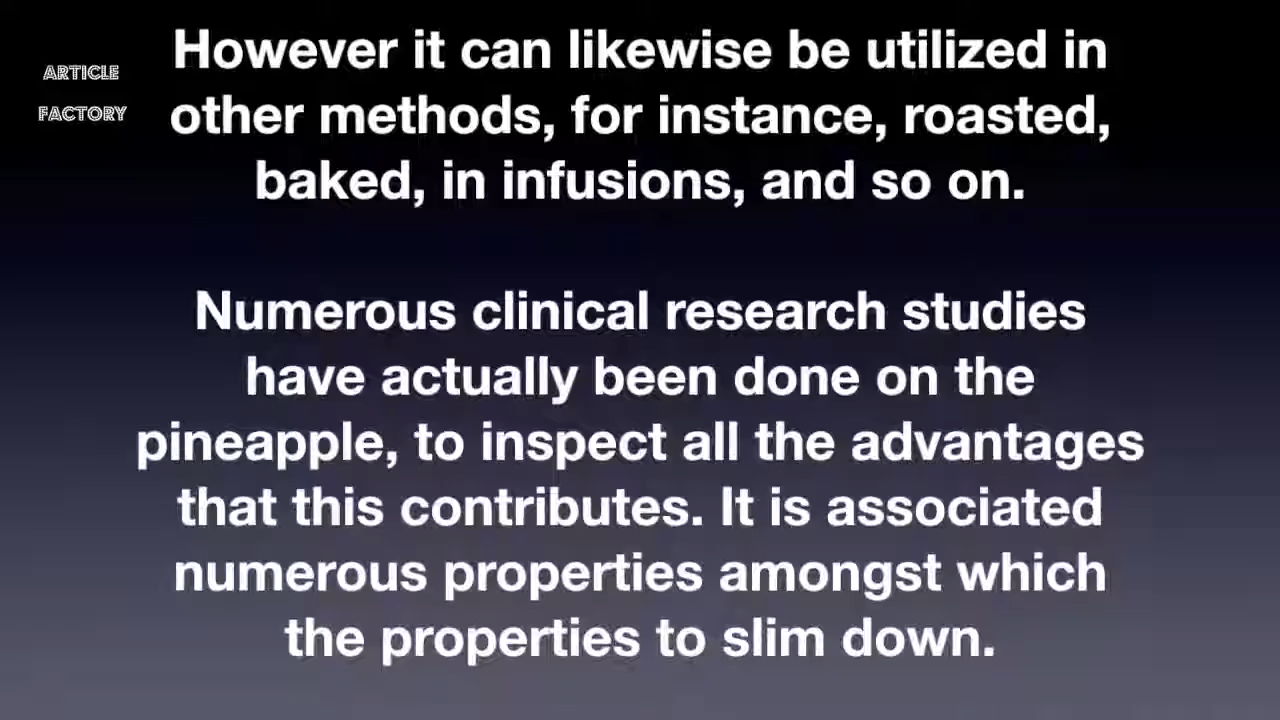 ARTICLE
FACTORY
However it can likewise be utilized in
other methods, for instance, roasted,
baked, in infusions, and so on.
Numerous clinical research studies
have actually been done on the
pineapple, to inspect all the advantages
that this contributes. It is associated
numerous properties amongst which
the properties to slim down.